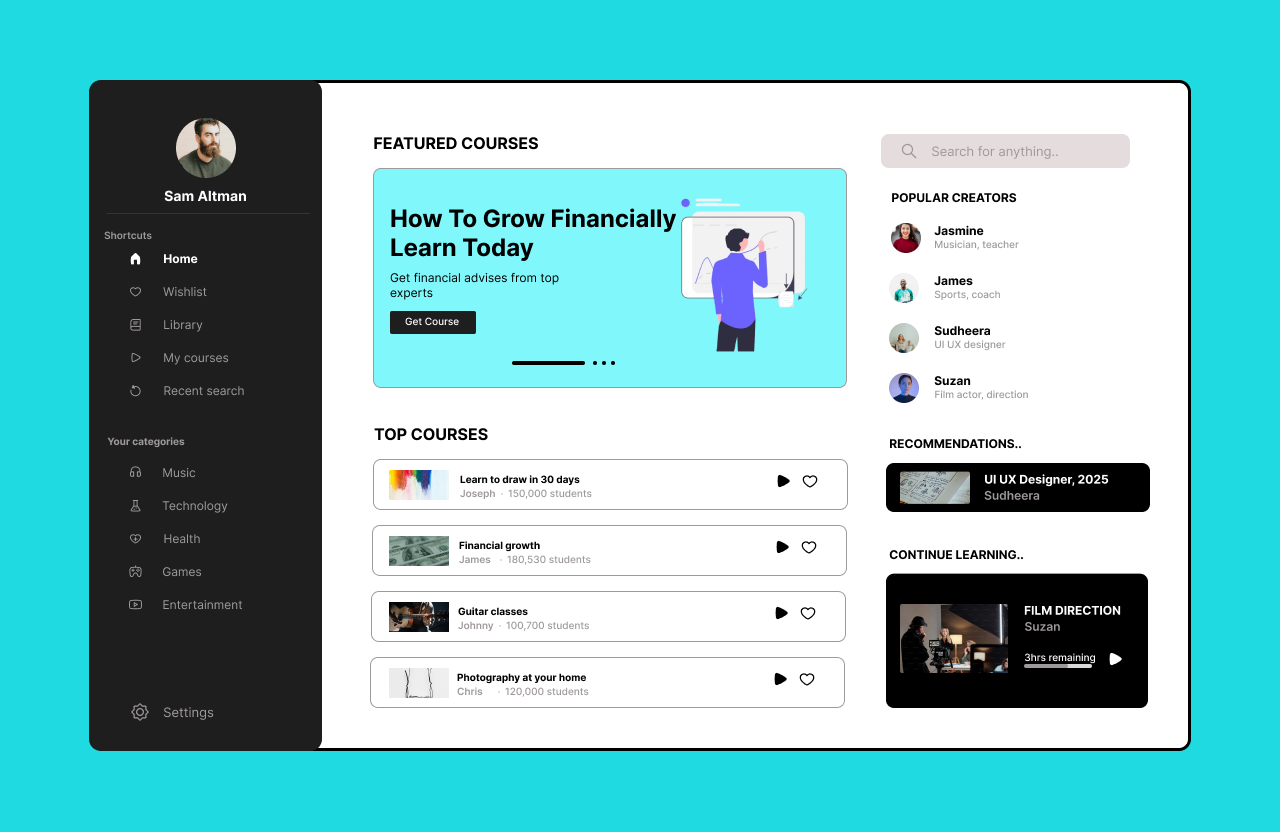 Sam Altman
Shortcuts
Home
Wishlist
Library
My courses
Recent search
Your categories
Music
Technology
Health
Games
Entertainment
Settings
FEATURED COURSES
How To Grow Financially
Learn Today
Get financial advises from top
experts
Get Course
TOP COURSES
Learn to draw in 30 days
Joseph · 150,000 students
Financial growth
James · 180,530 students
Guitar classes
Johnny · 100,700 students
Photography at your home
Chris · 120,000 students
Search for anything..
POPULAR CREATORS
Jasmine
Musician, teacher
James
Sports, coach
Sudheera
UI UX designer
Suzan
Film actor, direction
RECOMMENDATIONS..
UI UX Designer, 2025
Sudheera
CONTINUE LEARNING..
FILM DIRECTION
Suzan
3hrs remaining